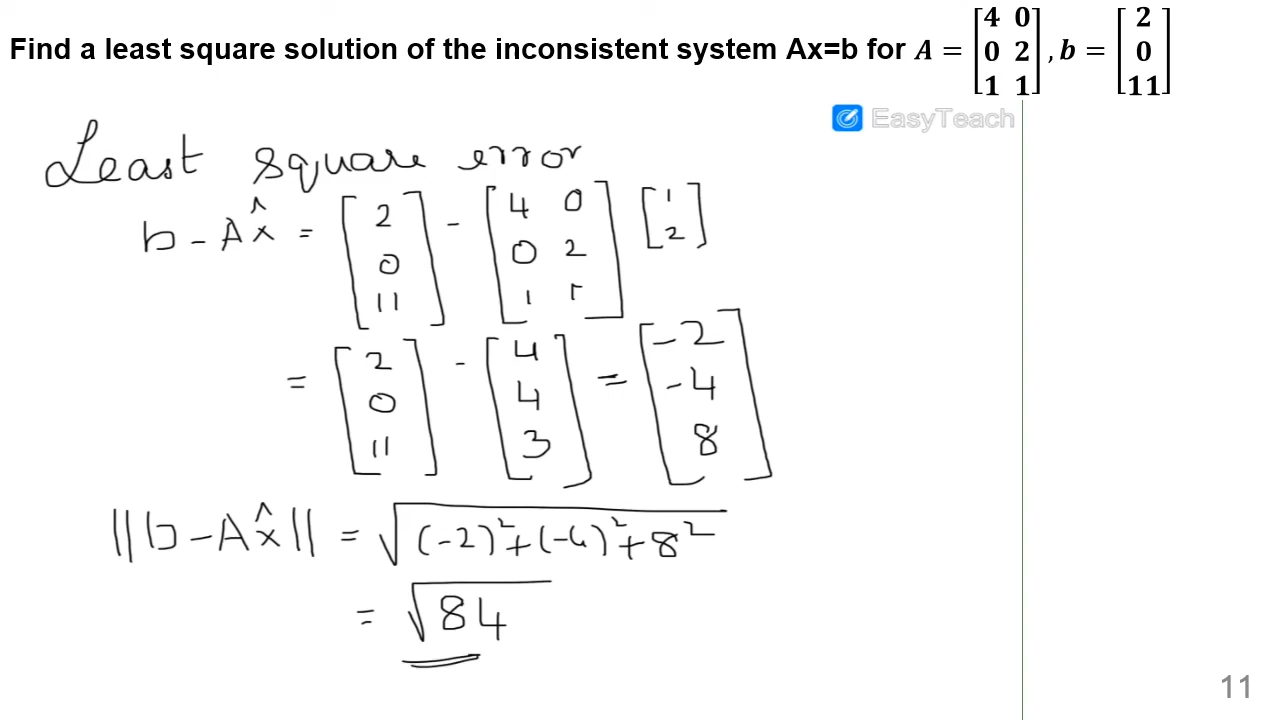 Find a least square solution of the inconsistent system Ax=b for A = [4 0; 0 2; 1 1], b = [2; 0; 11]
EasyTeach
Least square error
b - Ax̂ = [2; 0; 11] - [4 0; 0 2; 1 1] [1; 2]
= [2; 0; 11] - [4; 4; 3] = [-2; -4; 8]
||b - Ax̂|| = √((-2)² + (-4)² + 8²)
= √84
11